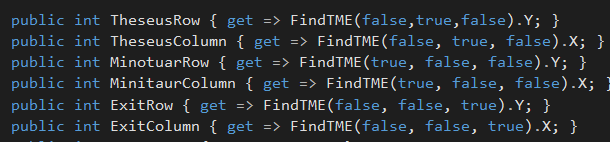 public int TheseusRow { get => FindTME(false,true,false).Y; }
public int TheseusColumn { get => FindTME(false, true, false).X; }
public int MinotuarRow { get => FindTME(true, false, false).Y; }
public int MinitaurColumn { get => FindTME(true, false, false).X; }
public int ExitRow { get => FindTME(false, false, true).Y; }
public int ExitColumn { get => FindTME(false, false, true).X; }